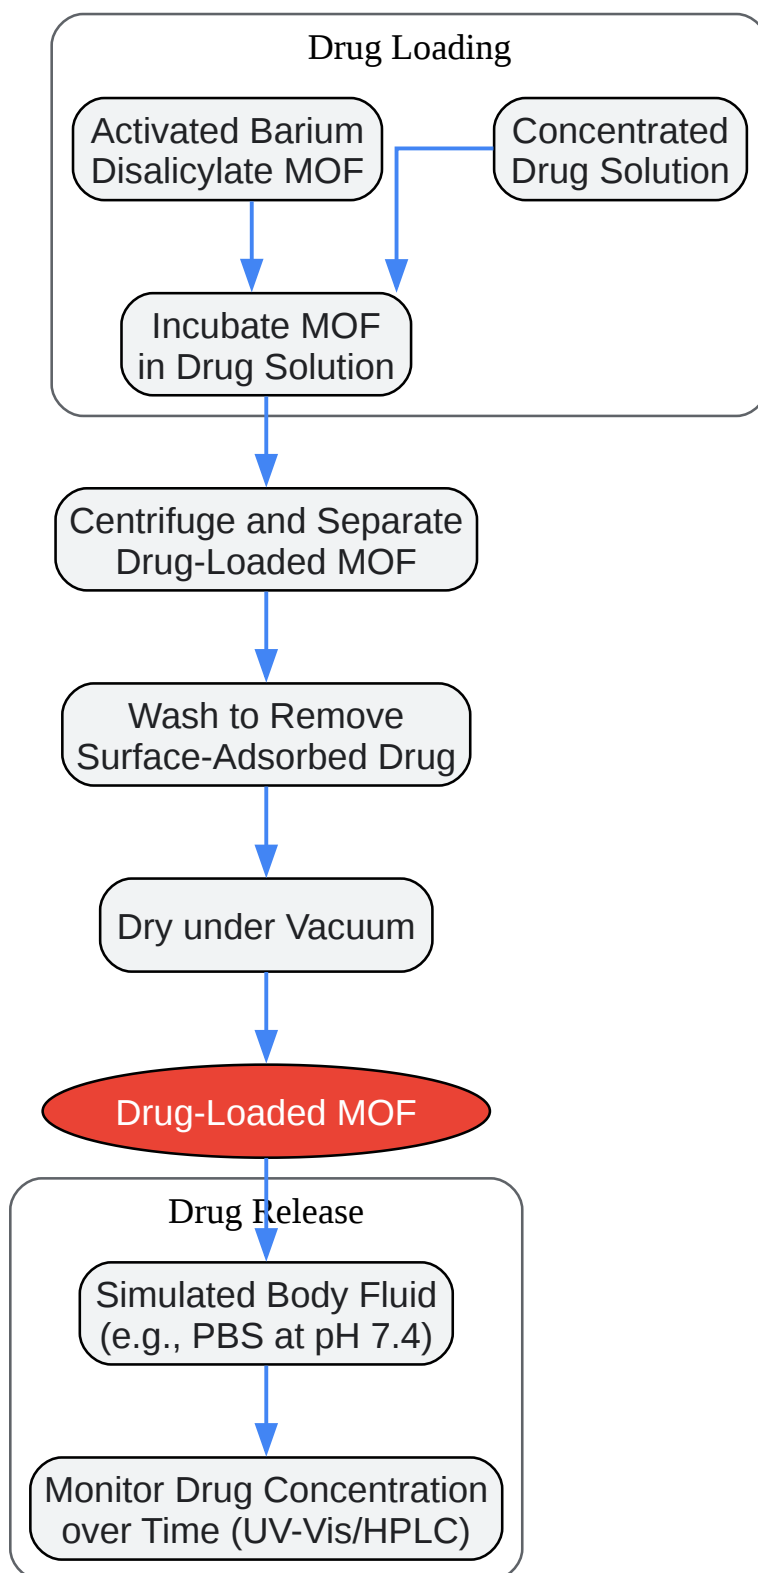 Drug Loading
Activated Barium
Disalicylate MOF
Concentrated
Drug Solution
Incubate MOF
in Drug Solution
Centrifuge and Separate
Drug-Loaded MOF
Wash to Remove
Surface-Adsorbed Drug
Dry under Vacuum
Drug-Loaded MOF
Drug Release
Simulated Body Fluid
(e.g., PBS at pH 7.4)
Monitor Drug Concentration
over Time (UV-Vis/HPLC)